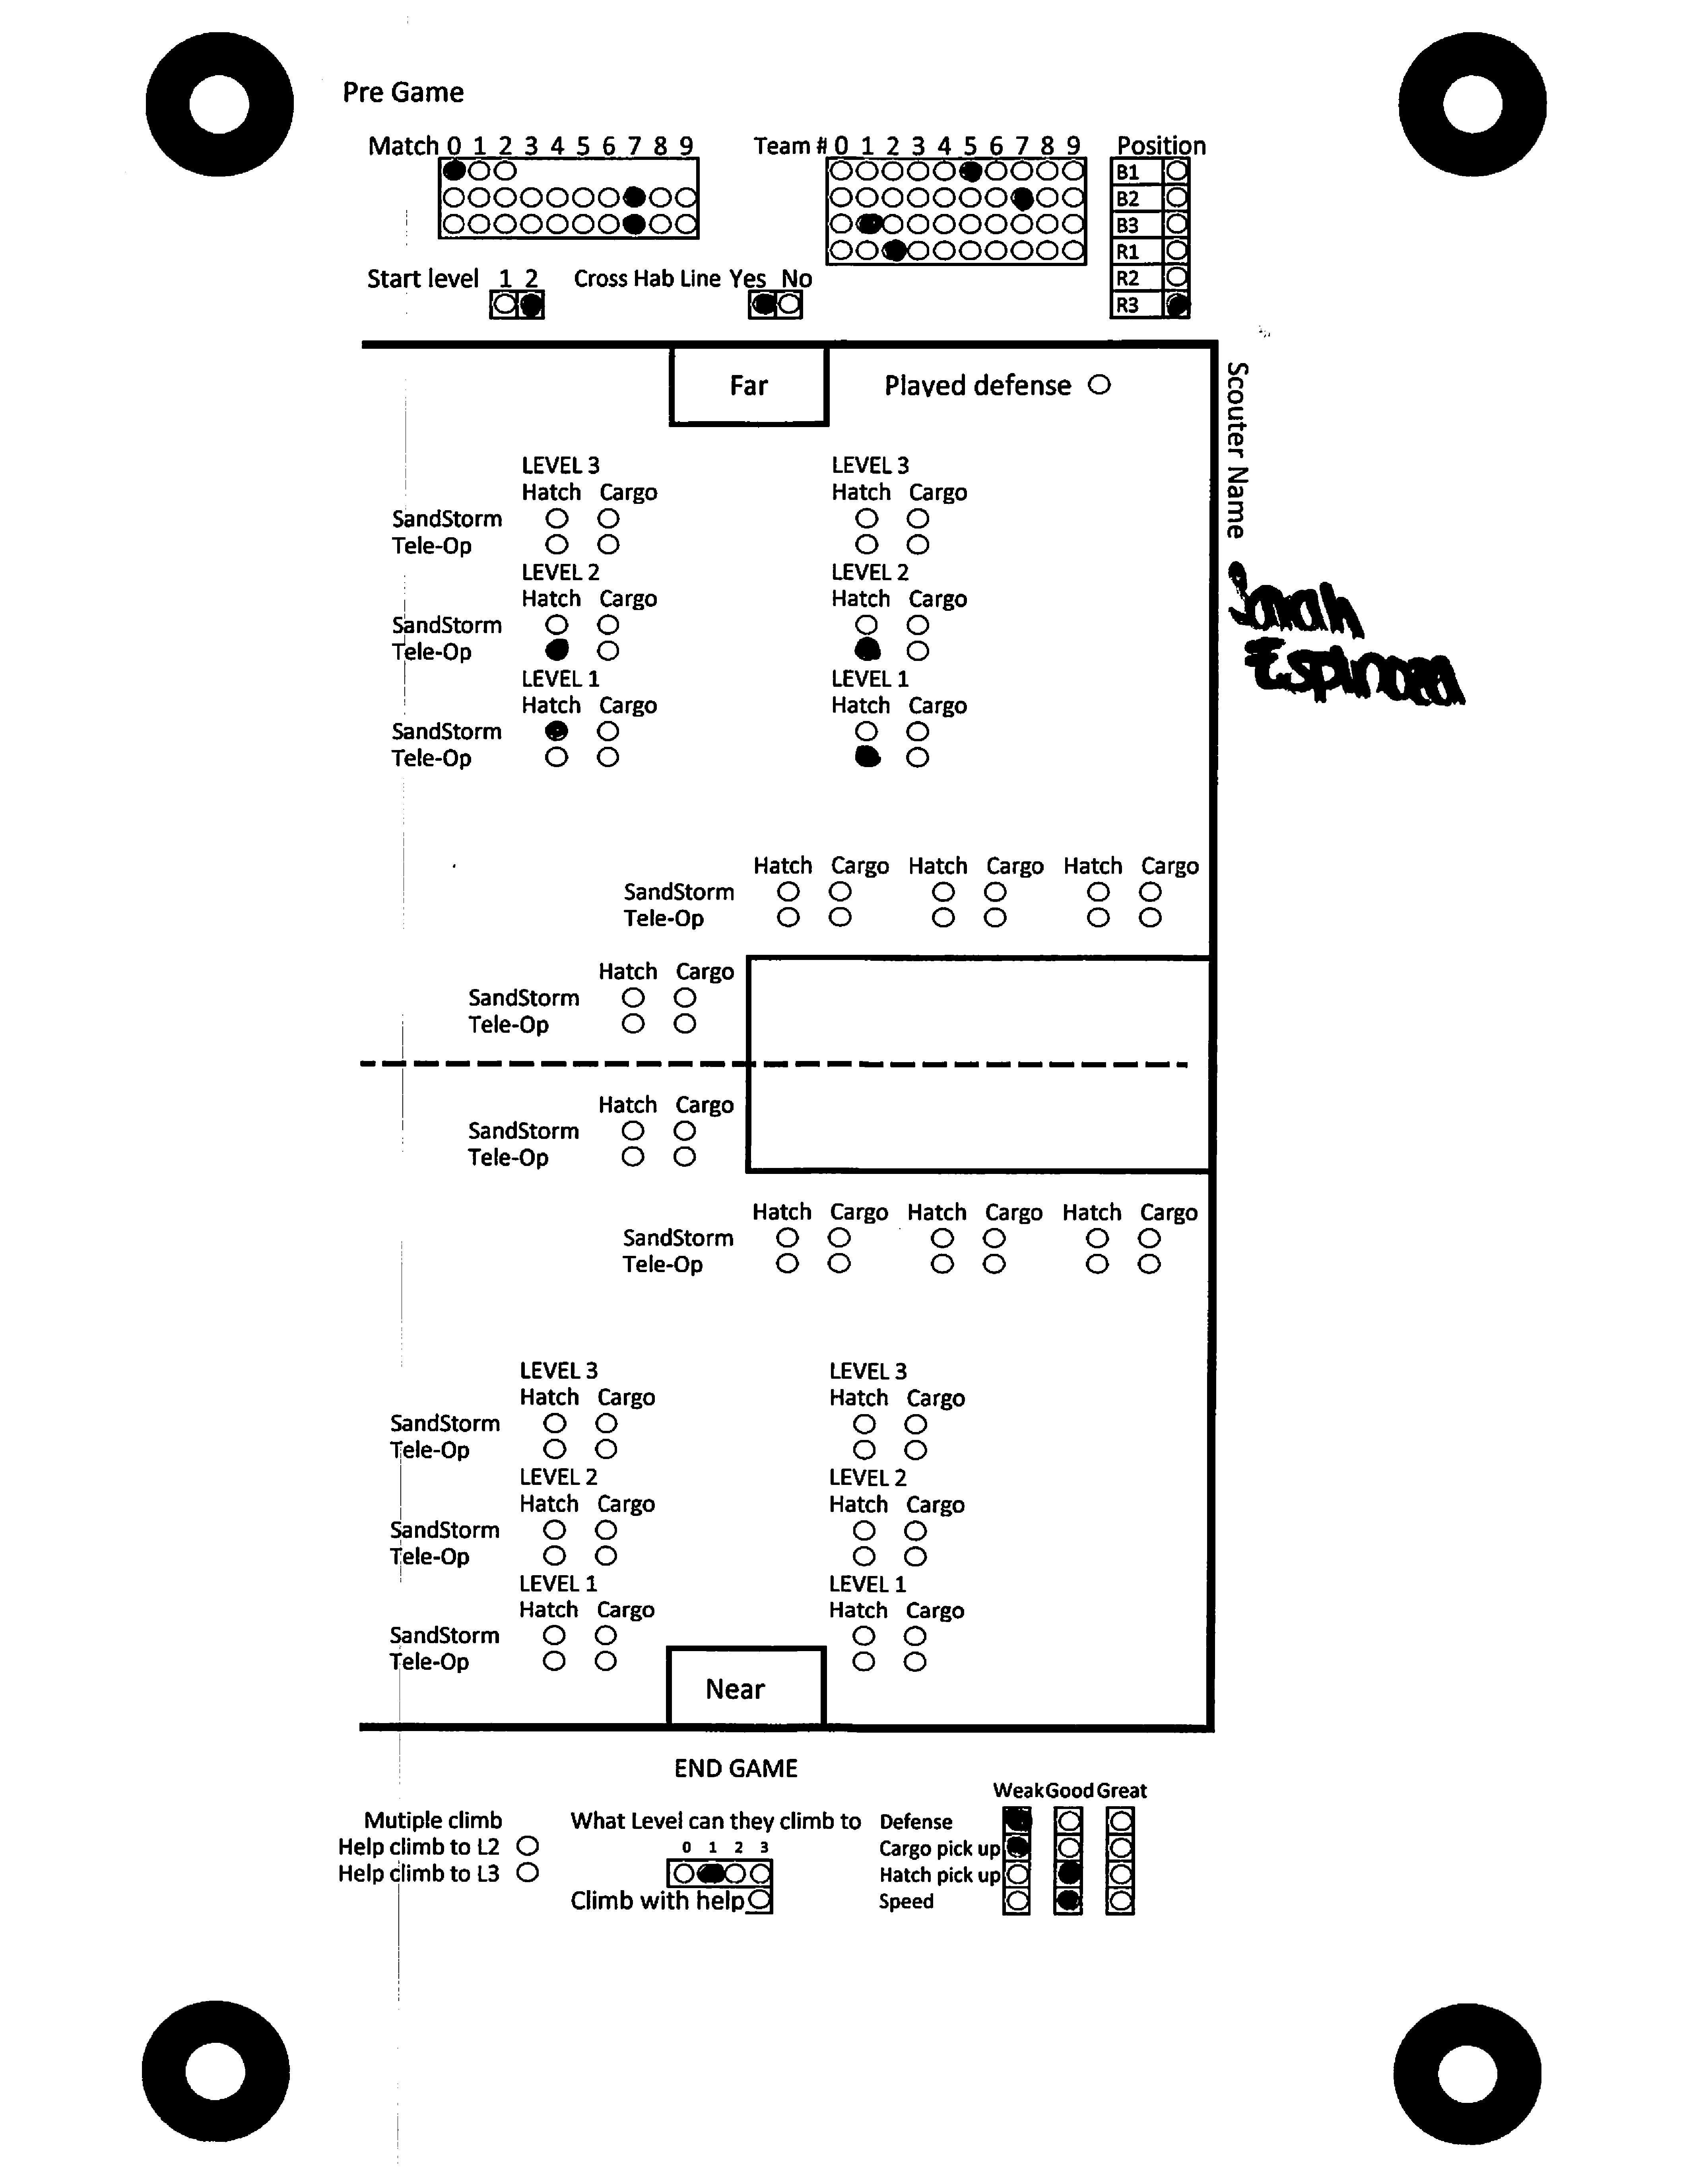 Pre Game
Match 0 1 2 3 4 5 6 7 8 9
Team # 0 1 2 3 4 5 6 7 8 9
Position
B1
B2
B3
R1
R2
R3
Start level 1 2
Cross Hab Line Yes No
Far
Played defense
Scouter Name
Sarah
Espinoza
LEVEL 3 LEVEL 3
Hatch Cargo Hatch Cargo
SandStorm
Tele-Op
LEVEL 2 LEVEL 2
Hatch Cargo Hatch Cargo
SandStorm
Tele-Op
LEVEL 1 LEVEL 1
Hatch Cargo Hatch Cargo
SandStorm
Tele-Op
Hatch Cargo Hatch Cargo Hatch Cargo
SandStorm
Tele-Op
Hatch Cargo
SandStorm
Tele-Op
Hatch Cargo
SandStorm
Tele-Op
Hatch Cargo Hatch Cargo Hatch Cargo
SandStorm
Tele-Op
LEVEL 3 LEVEL 3
Hatch Cargo Hatch Cargo
SandStorm
Tele-Op
LEVEL 2 LEVEL 2
Hatch Cargo Hatch Cargo
SandStorm
Tele-Op
LEVEL 1 LEVEL 1
Hatch Cargo Hatch Cargo
SandStorm
Tele-Op
Near
END GAME
Mutiple climb
Help climb to L2
Help climb to L3
What Level can they climb to
0 1 2 3
Climb with help
Weak Good Great
Defense
Cargo pick up
Hatch pick up
Speed